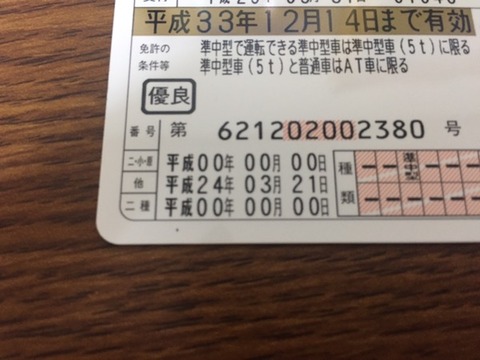 平成33年12月14日まで有効
免許の 準中型で運転できる準中型車は準中型車(5t)に限る
条件等 準中型車(5t)と普通車はAT車に限る
優良
番号 第 621202002380 号
二・小・原 平成00年 00月 00日
他 平成24年 03月 21日
二種 平成00年 00月 00日
種類 － － 準中型 － － －